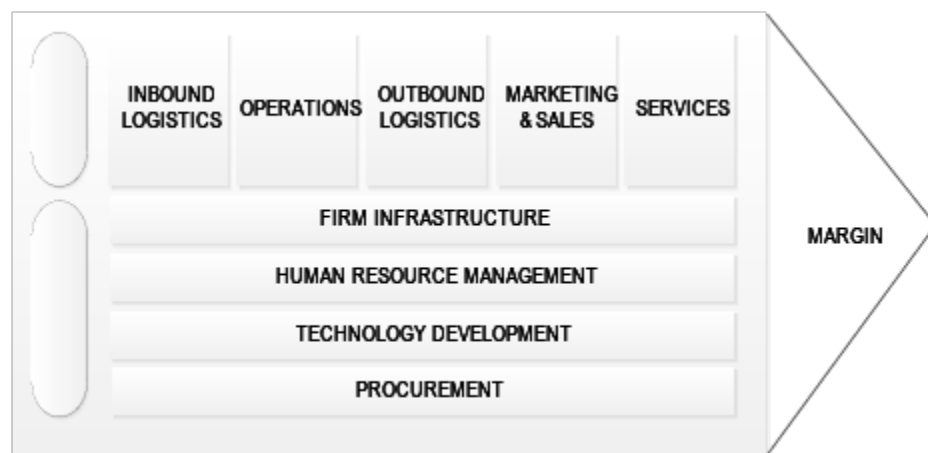 INBOUND
LOGISTICS
OPERATIONS
OUTBOUND
LOGISTICS
MARKETING
& SALES
SERVICES
FIRM INFRASTRUCTURE
HUMAN RESOURCE MANAGEMENT
TECHNOLOGY DEVELOPMENT
PROCUREMENT
MARGIN